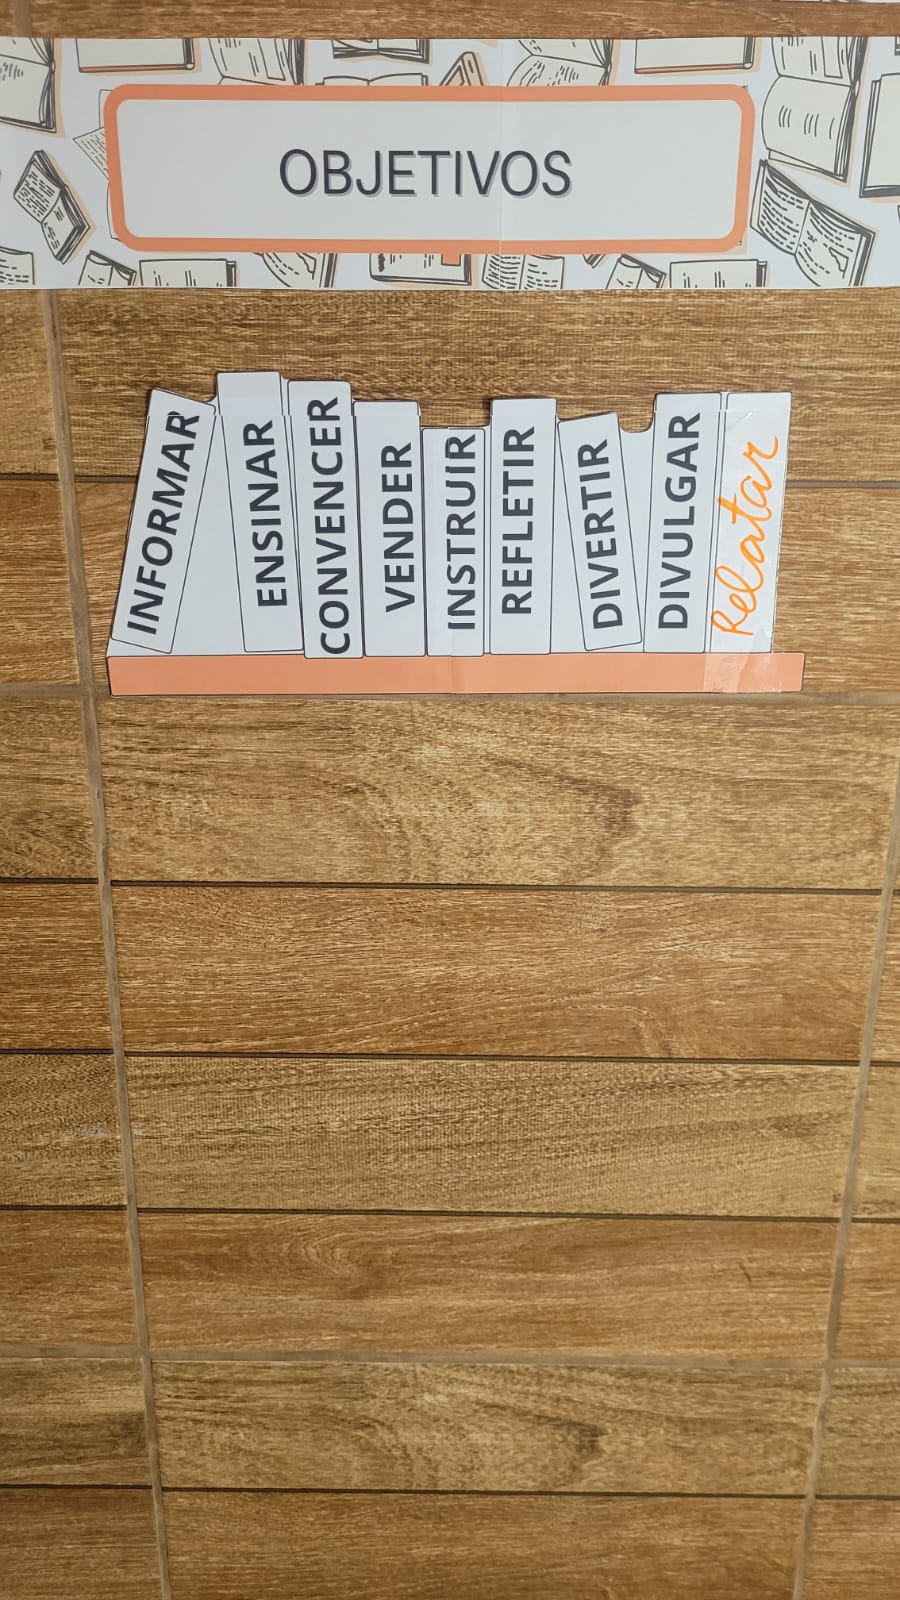 OBJETIVOS
INFORMAR
ENSINAR
CONVENCER
VENDER
INSTRUIR
REFLETIR
DIVERTIR
DIVULGAR
Relatar